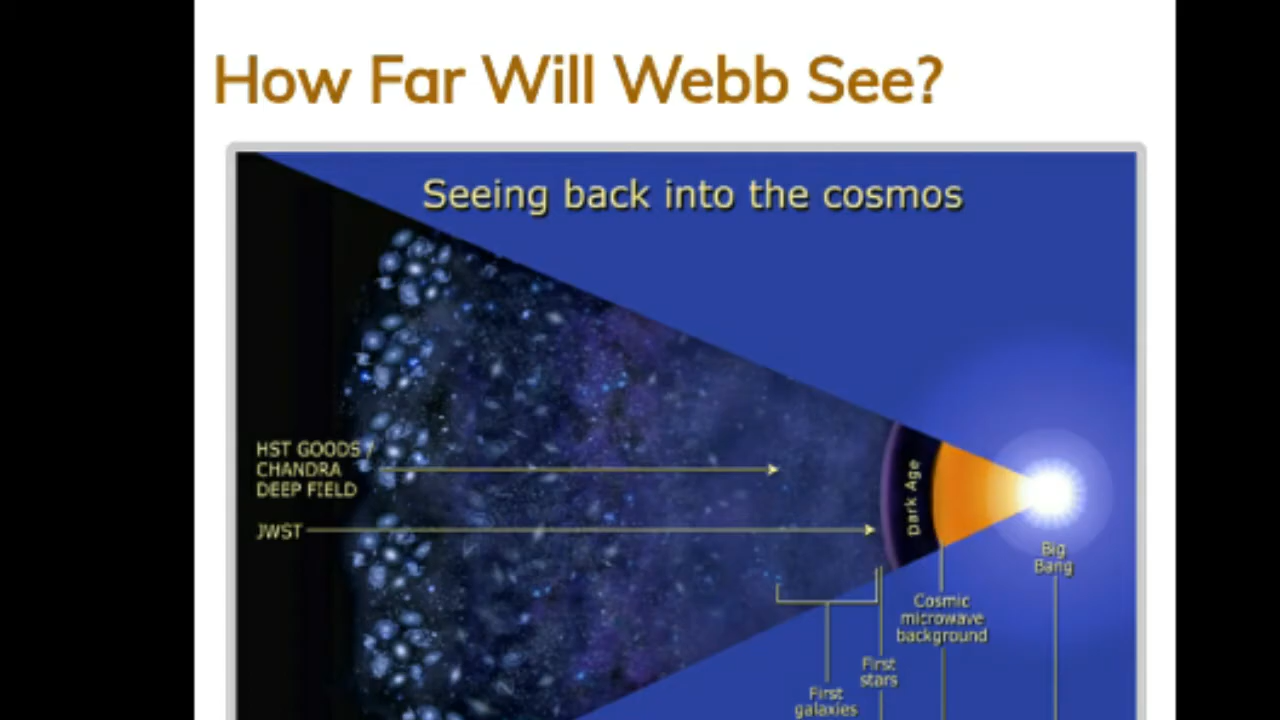 How Far Will Webb See?
Seeing back into the cosmos
HST GOODS /
CHANDRA
DEEP FIELD
JWST
Dark Age
Big
Bang
Cosmic
microwave
background
First
stars
First
galaxies